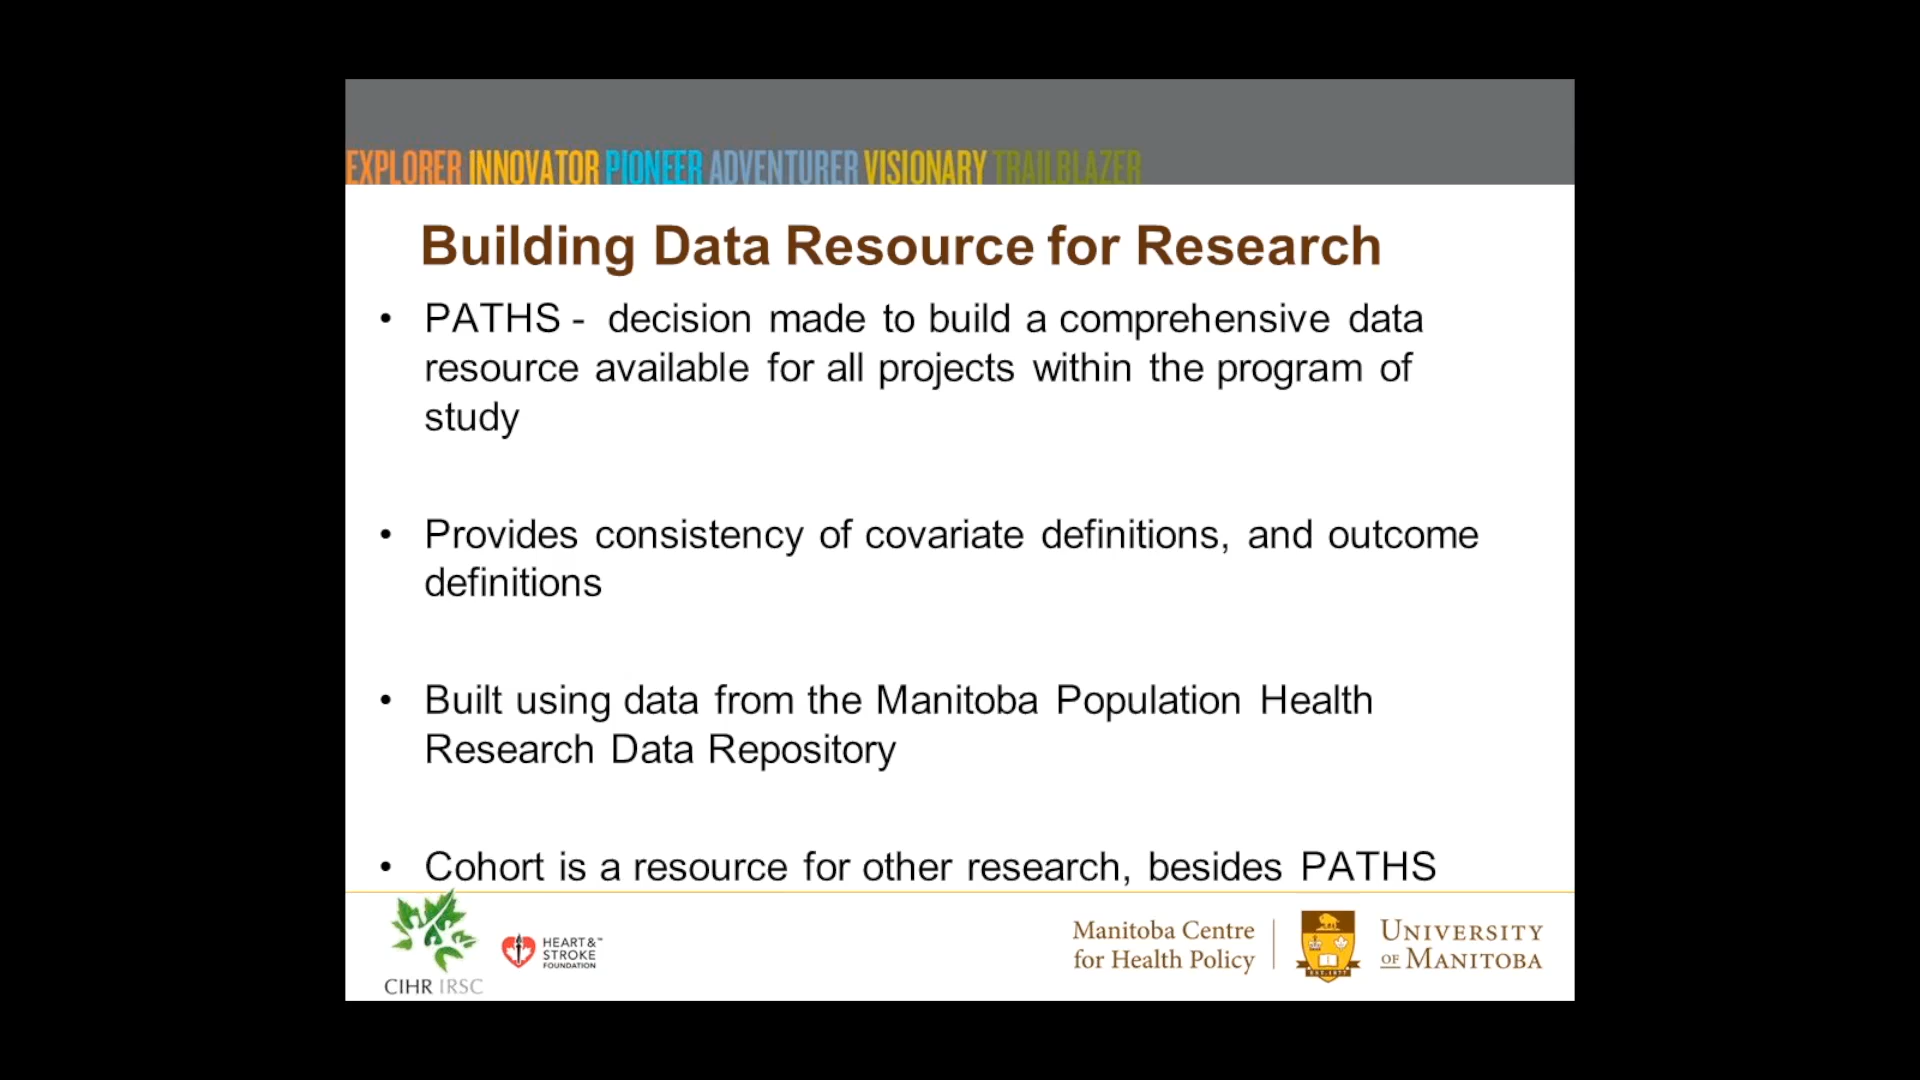 EXPLORER INNOVATOR PIONEER ADVENTURER VISIONARY TRAILBLAZER
Building Data Resource for Research
• PATHS - decision made to build a comprehensive data
resource available for all projects within the program of
study
• Provides consistency of covariate definitions, and outcome
definitions
• Built using data from the Manitoba Population Health
Research Data Repository
• Cohort is a resource for other research, besides PATHS
CIHR IRSC
HEART &™
STROKE
FOUNDATION
Manitoba Centre
for Health Policy
EST. 1877
UNIVERSITY
OF MANITOBA